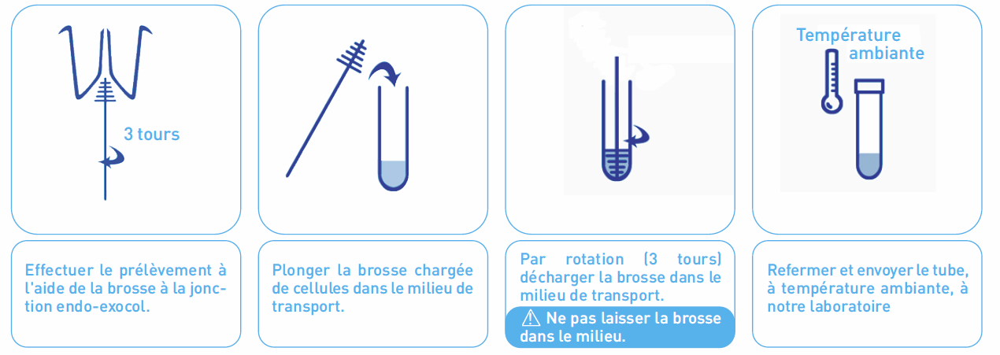 3 tours
Température
ambiante
Effectuer le prélèvement à
l'aide de la brosse à la jonc-
tion endo-exocol.
Plonger la brosse chargée
de cellules dans le milieu de
transport.
Par rotation (3 tours)
décharger la brosse dans le
milieu de transport.
⚠ Ne pas laisser la brosse
dans le milieu.
Refermer et envoyer le tube,
à température ambiante, à
notre laboratoire